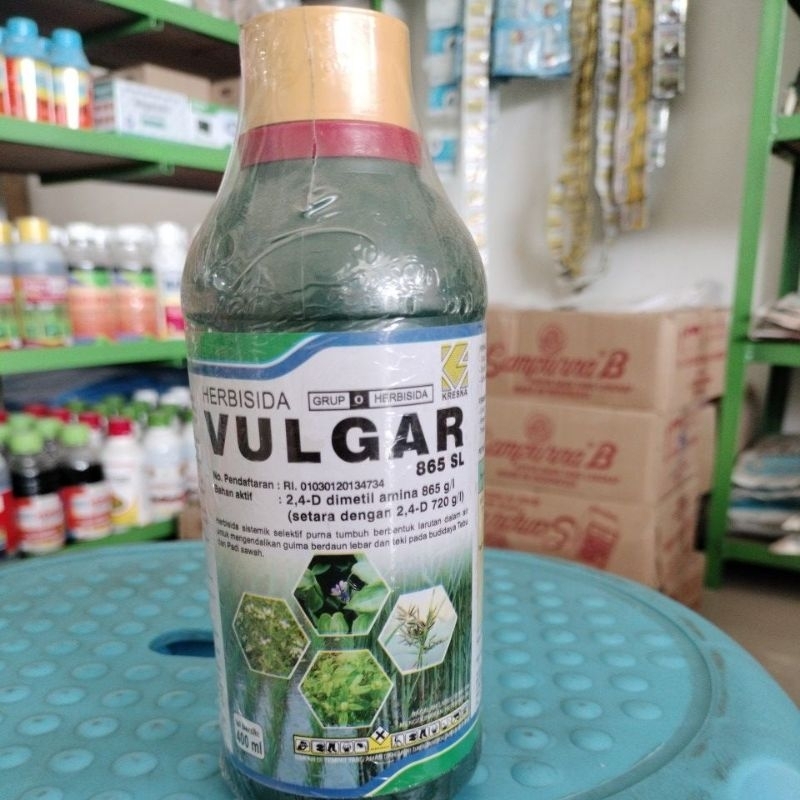 KRESNA
HERBISIDA
GRUP O HERBISIDA
VULGAR
865 SL
No. Pendaftaran : RI. 01030120134734
Bahan aktif : 2,4-D dimetil amina 865 g/l
(setara dengan 2,4-D 720 g/l)
Herbisida sistemik selektif purna tumbuh berbentuk larutan dalam air
untuk mengendalikan gulma berdaun lebar dan teki pada budidaya Tebu
dan Padi sawah.
400 ml
Sampurna B
Sampurna B